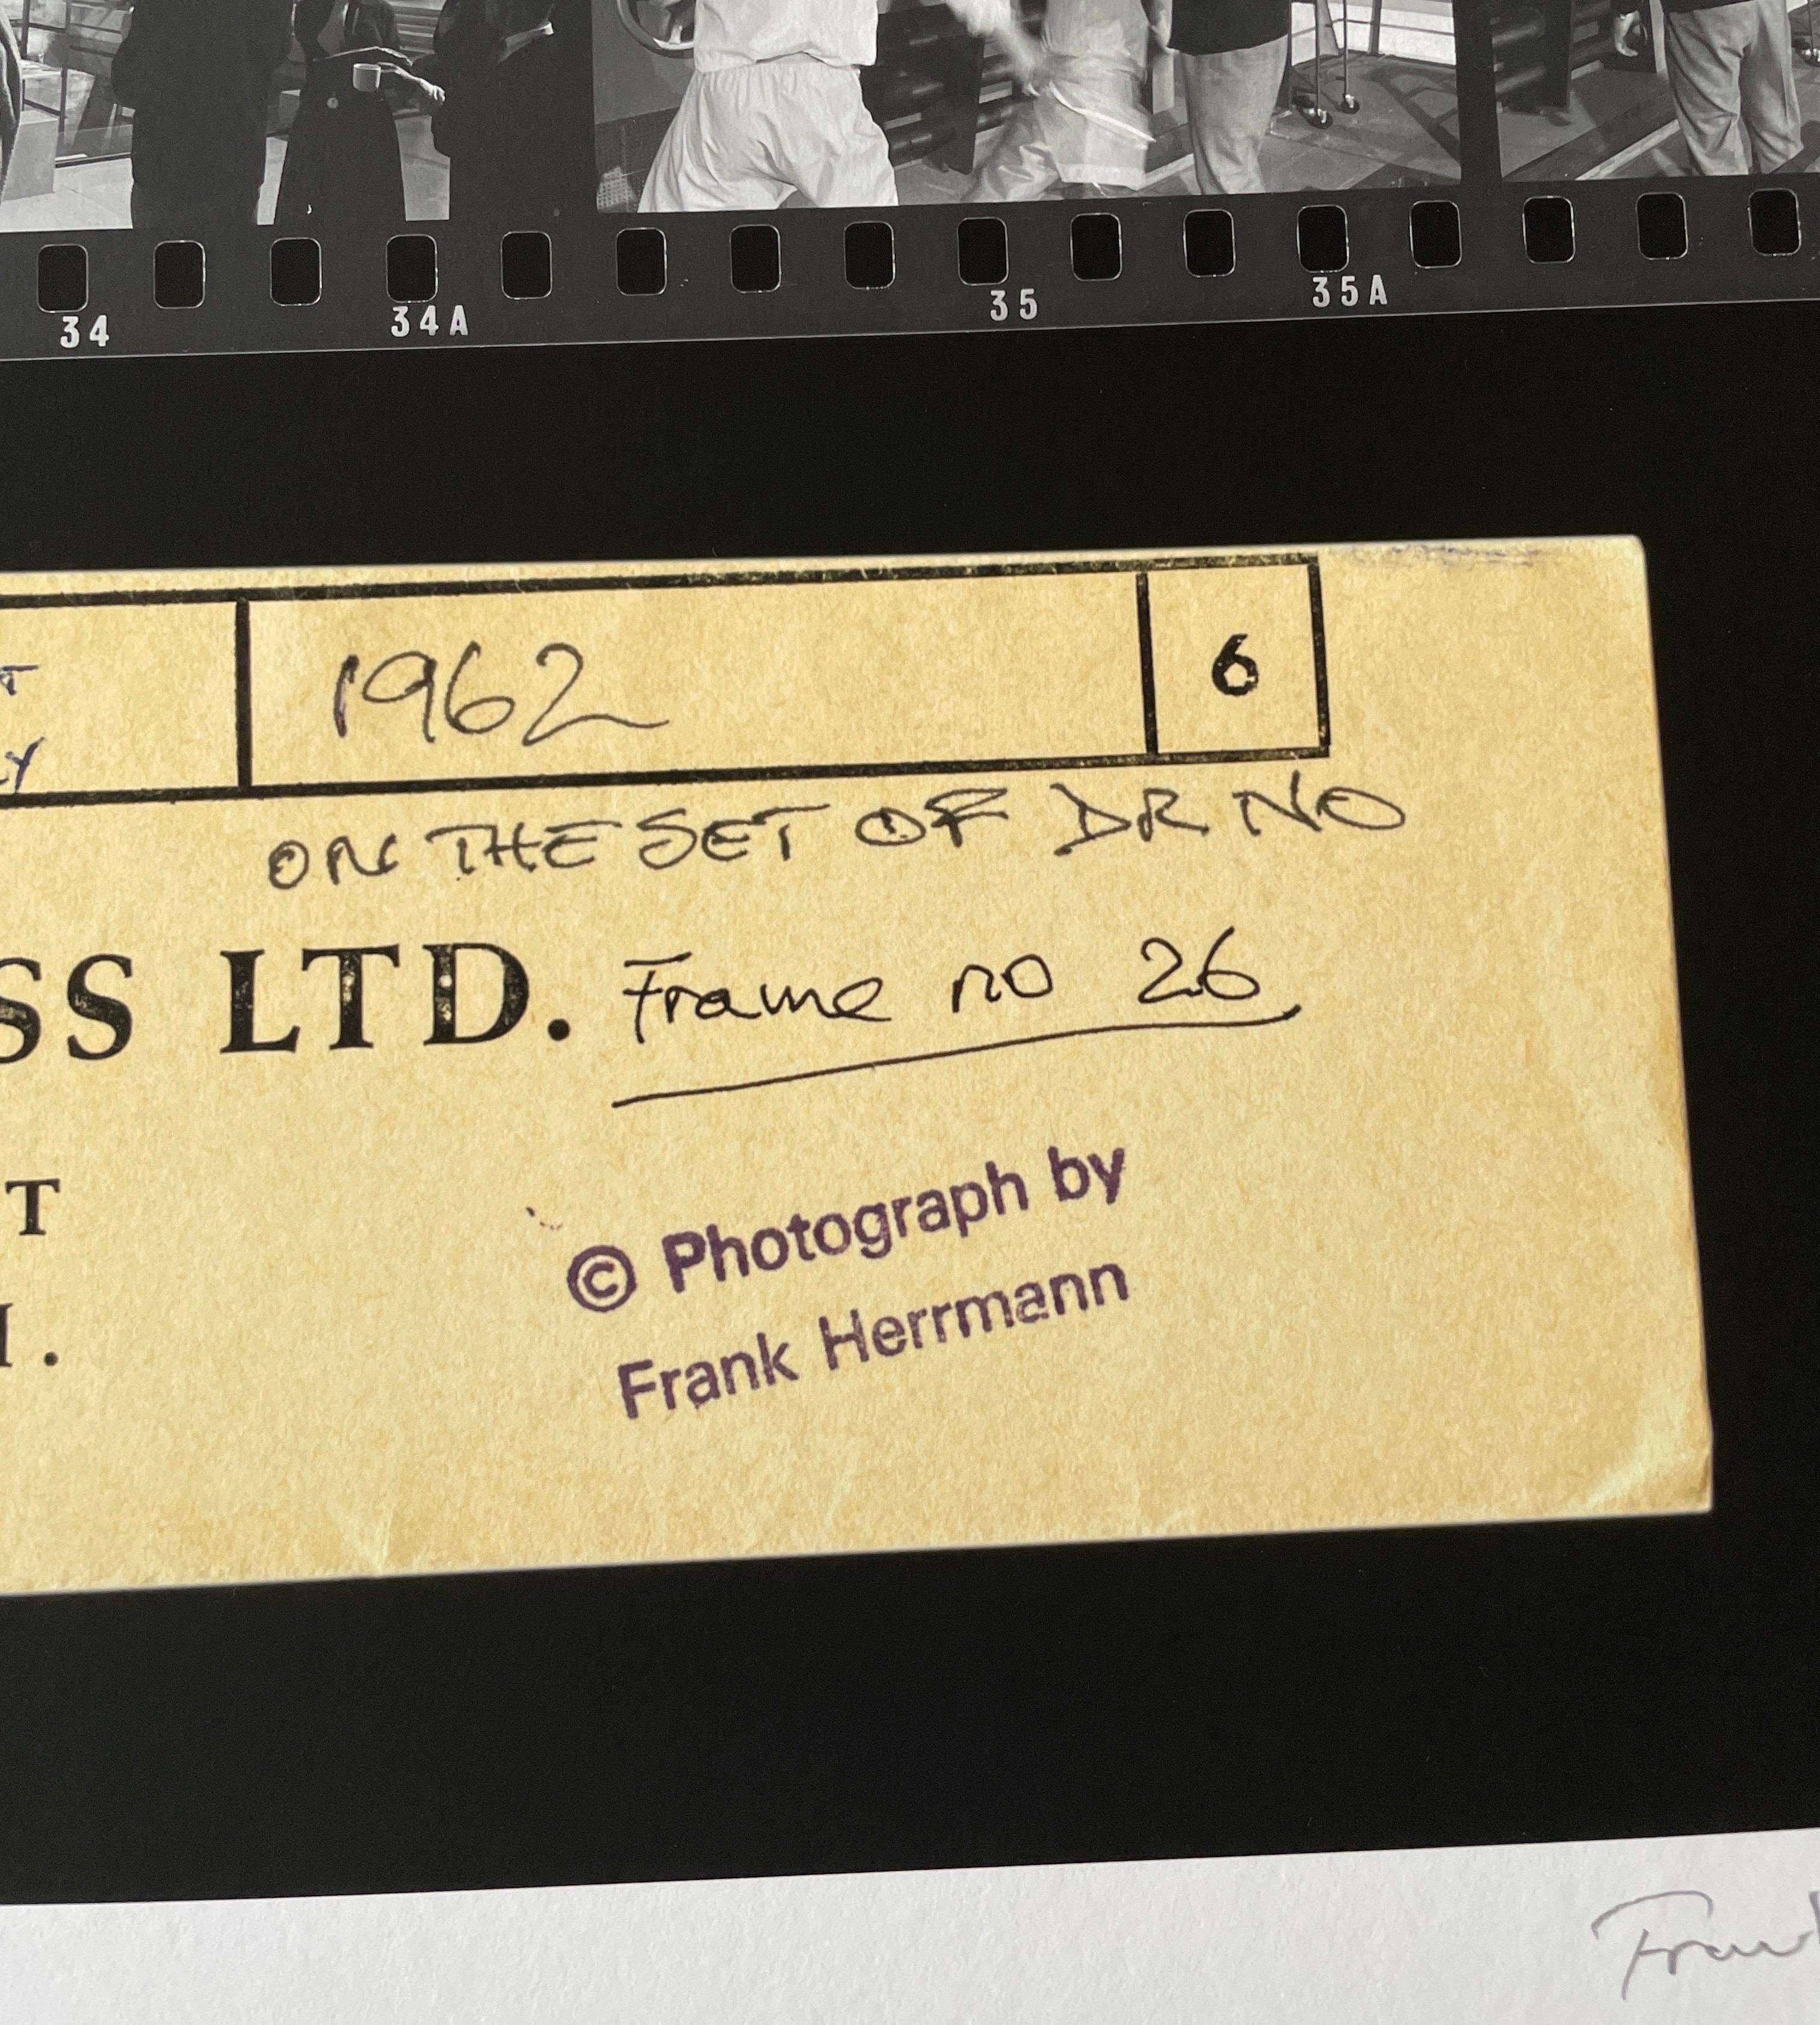 34 34A 35 35A
1962 6
ON THE SET OF DR NO
SS LTD. Frame no 26
T
© Photograph by
Frank Herrmann
.
Frank